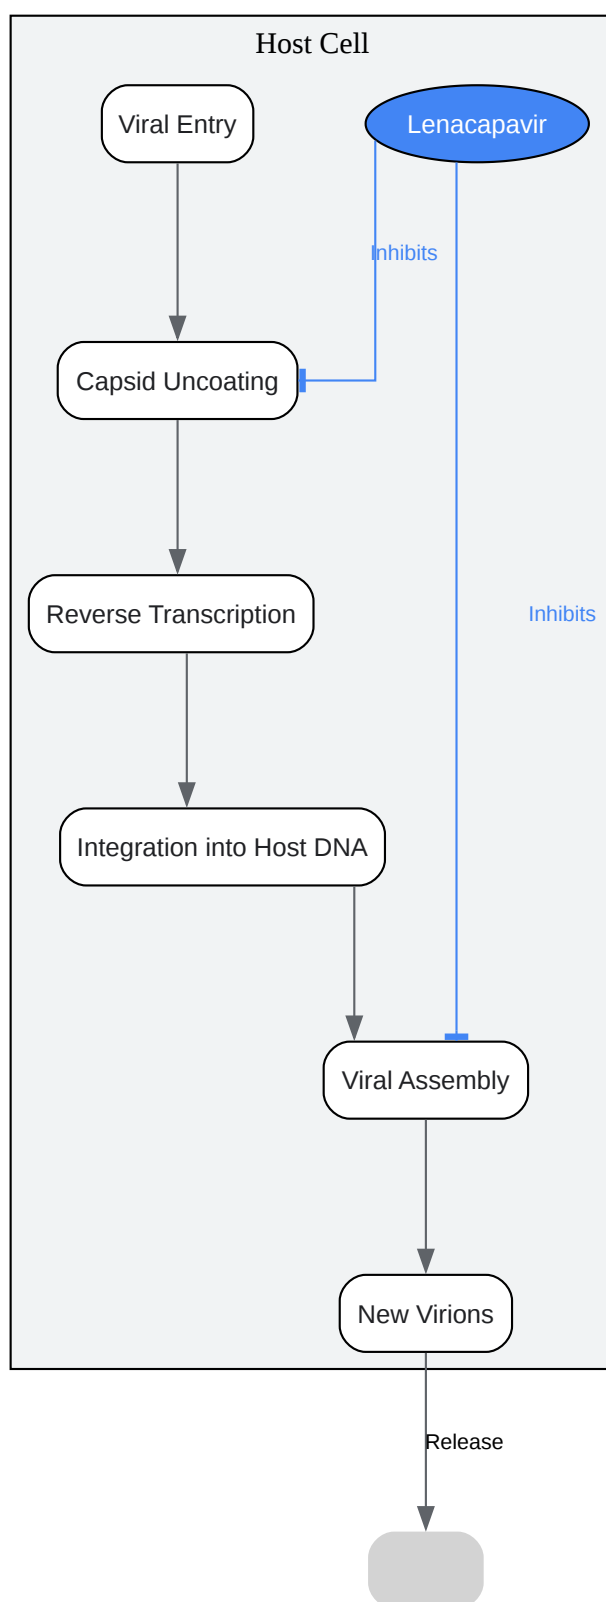 Host Cell
Viral Entry
Lenacapavir
Inhibits
Capsid Uncoating
Reverse Transcription
Inhibits
Integration into Host DNA
Viral Assembly
New Virions
Release